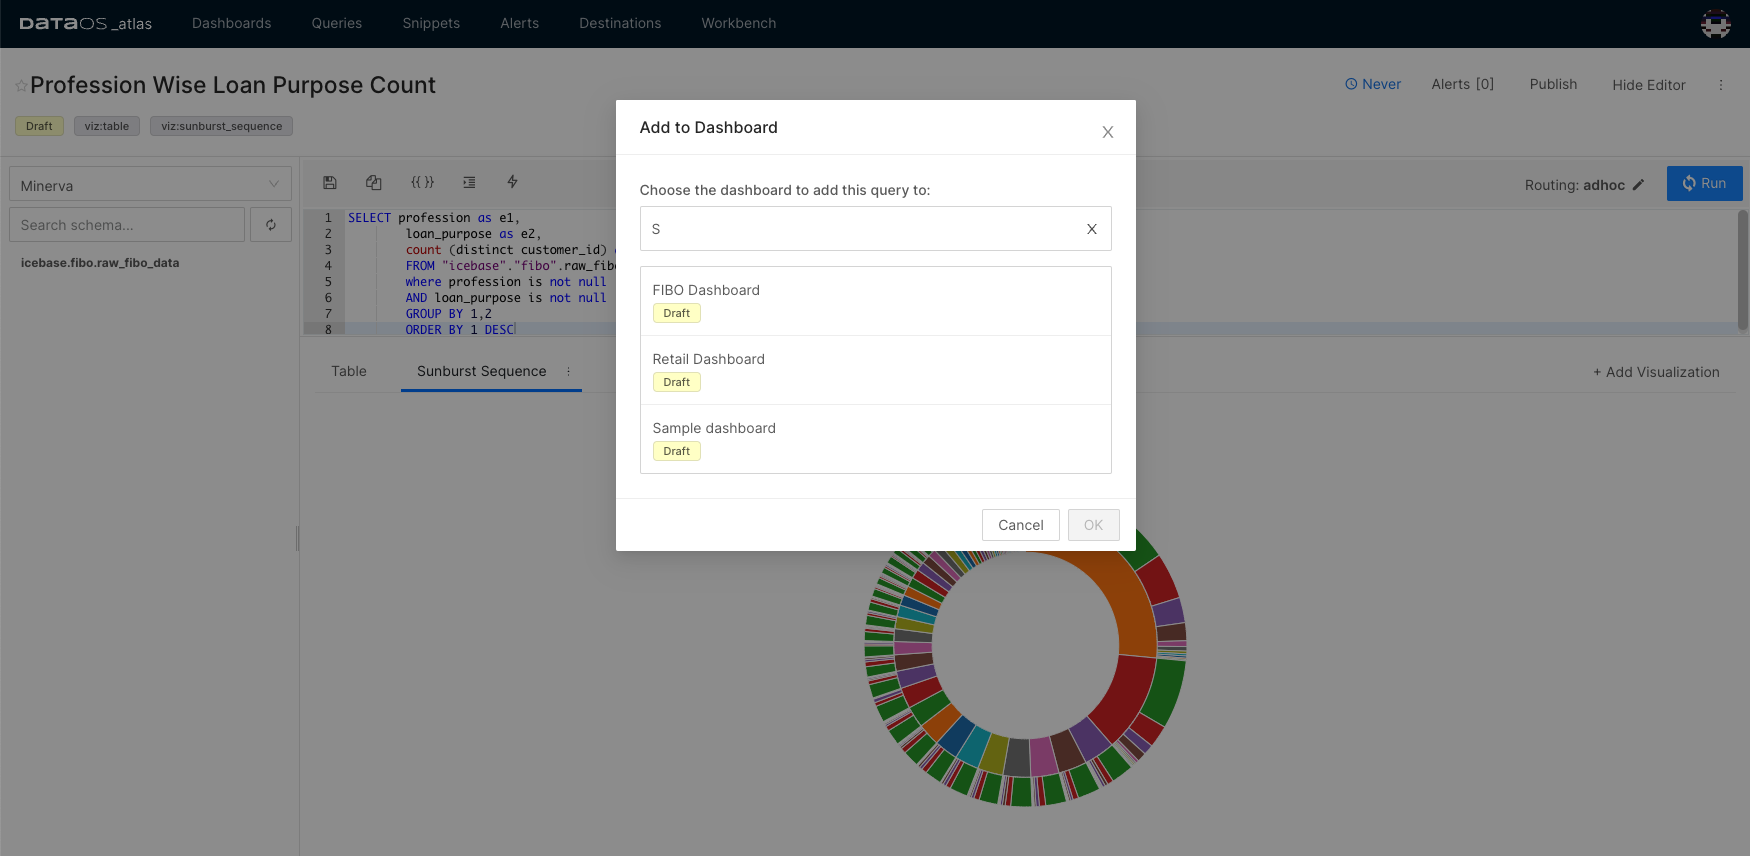 DATAOS _atlas Dashboards Queries Snippets Alerts Destinations Workbench
Profession Wise Loan Purpose Count
Never Alerts [0] Publish Hide Editor
Draft viz:table viz:sunburst_sequence
Add to Dashboard
X
Choose the dashboard to add this query to:
S X
FIBO Dashboard
Draft
Retail Dashboard
Draft
Sample dashboard
Draft
Cancel OK
Minerva
Search schema...
icebase.fibo.raw_fibo_data
{{ }}
Routing: adhoc Run
1 SELECT profession as e1,
2 loan_purpose as e2,
3 count (distinct customer_id)
4 FROM "icebase"."fibo".raw_fibo
5 where profession is not null
6 AND loan_purpose is not null
7 GROUP BY 1,2
8 ORDER BY 1 DESC
Table Sunburst Sequence + Add Visualization